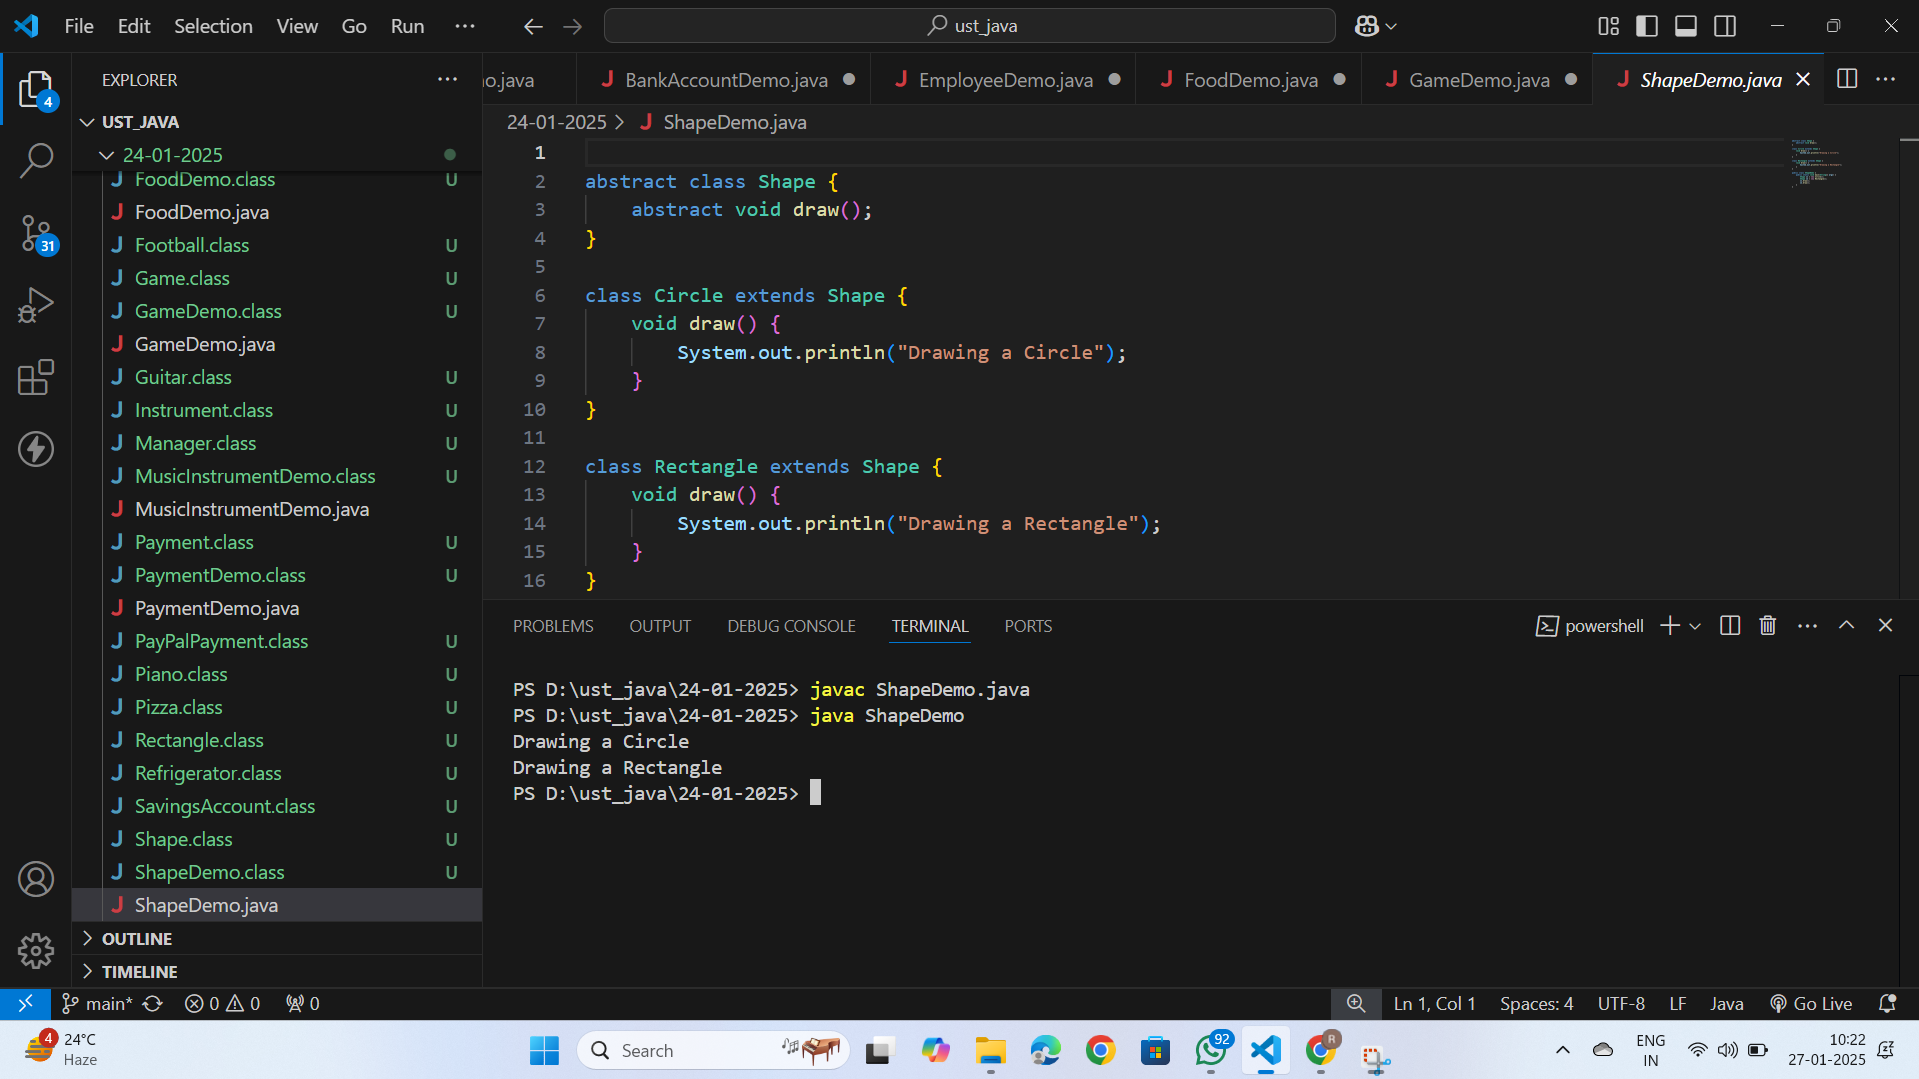 File Edit Selection View Go Run ··· ust_java
EXPLORER ···
UST_JAVA
24-01-2025
FoodDemo.class U
FoodDemo.java
Football.class U
Game.class U
GameDemo.class U
GameDemo.java
Guitar.class U
Instrument.class U
Manager.class U
MusicInstrumentDemo.class U
MusicInstrumentDemo.java
Payment.class U
PaymentDemo.class U
PaymentDemo.java
PayPalPayment.class U
Piano.class U
Pizza.class U
Rectangle.class U
Refrigerator.class U
SavingsAccount.class U
Shape.class U
ShapeDemo.class U
ShapeDemo.java
OUTLINE
TIMELINE
4
31
o.java BankAccountDemo.java EmployeeDemo.java FoodDemo.java GameDemo.java ShapeDemo.java
24-01-2025 > ShapeDemo.java
1
2 abstract class Shape {
3 abstract void draw();
4 }
5
6 class Circle extends Shape {
7 void draw() {
8 System.out.println("Drawing a Circle");
9 }
10 }
11
12 class Rectangle extends Shape {
13 void draw() {
14 System.out.println("Drawing a Rectangle");
15 }
16 }
PROBLEMS OUTPUT DEBUG CONSOLE TERMINAL PORTS powershell
PS D:\ust_java\24-01-2025> javac ShapeDemo.java
PS D:\ust_java\24-01-2025> java ShapeDemo
Drawing a Circle
Drawing a Rectangle
PS D:\ust_java\24-01-2025>
main* 0 0 0 Ln 1, Col 1 Spaces: 4 UTF-8 LF Java Go Live
4 24°C
Haze
Search
92
R
ENG
IN
10:22
27-01-2025